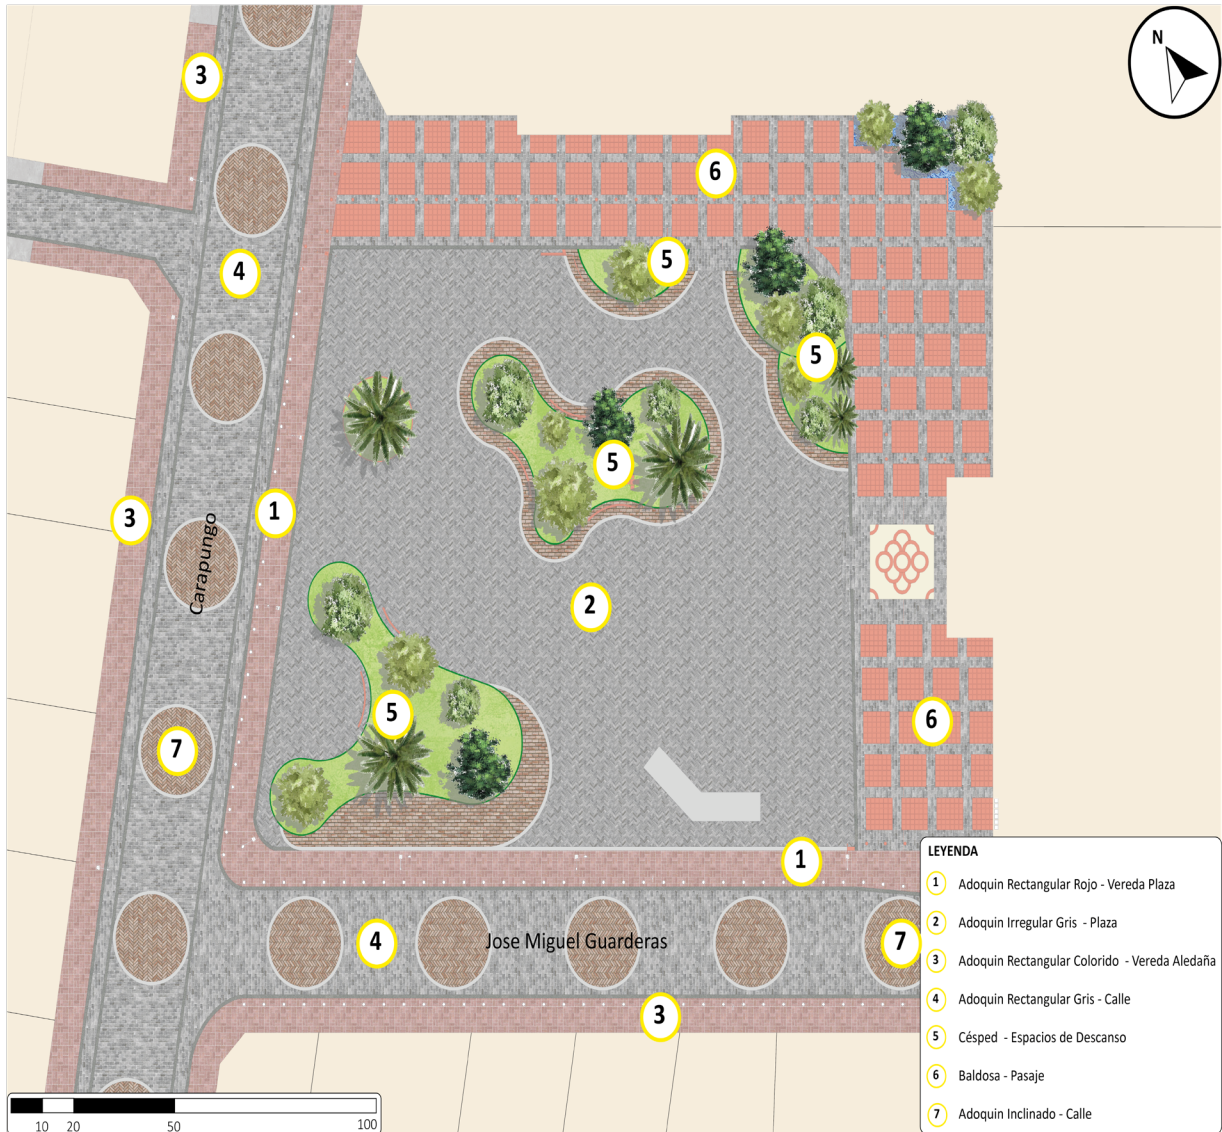 N
3
6
5
4
5
5
3
1
Carapungo
2
5
7
6
1
4
Jose Miguel Guarderas
7
3
LEYENDA
1 Adoquin Rectangular Rojo - Vereda Plaza
2 Adoquin Irregular Gris - Plaza
3 Adoquin Rectangular Colorido - Vereda Aledaña
4 Adoquin Rectangular Gris - Calle
5 Césped - Espacios de Descanso
6 Baldosa - Pasaje
7 Adoquin Inclinado - Calle
10 20 50 100